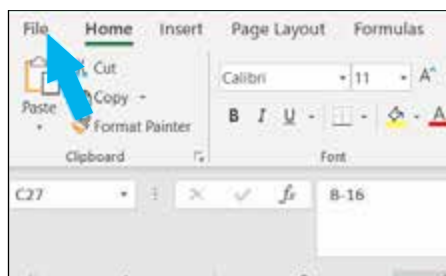 File Home Insert Page Layout Formulas
Cut
Calibri 11 A^
Copy
Paste
B I U A
Format Painter
Clipboard Font
C27 fx B-16